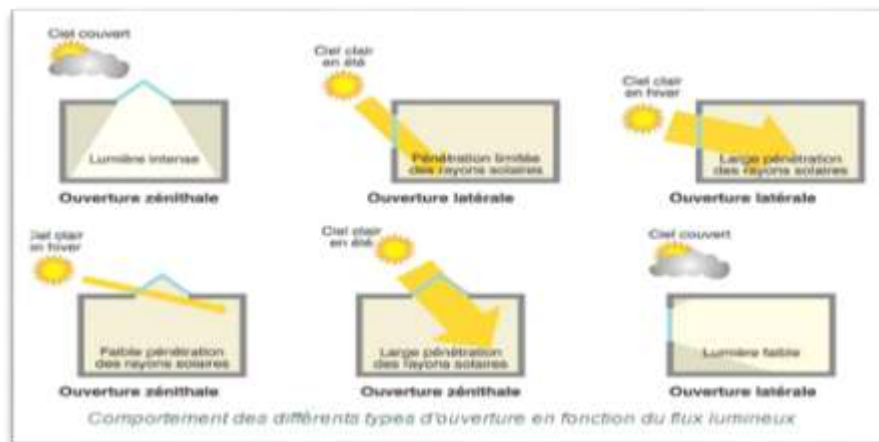 Ciel couvert
Lumière intense
Ouverture zénithale
Ciel clair
en été
Pénétration limitée
des rayons solaires
Ouverture latérale
Ciel clair
en hiver
Large pénétration
des rayons solaires
Ouverture latérale
Ciel clair
en hiver
Faible pénétration
des rayons solaires
Ouverture zénithale
Ciel clair
en été
Large pénétration
des rayons solaires
Ouverture zénithale
Ciel couvert
Lumière faible
Ouverture latérale
Comportement des différents types d'ouverture en fonction du flux lumineux